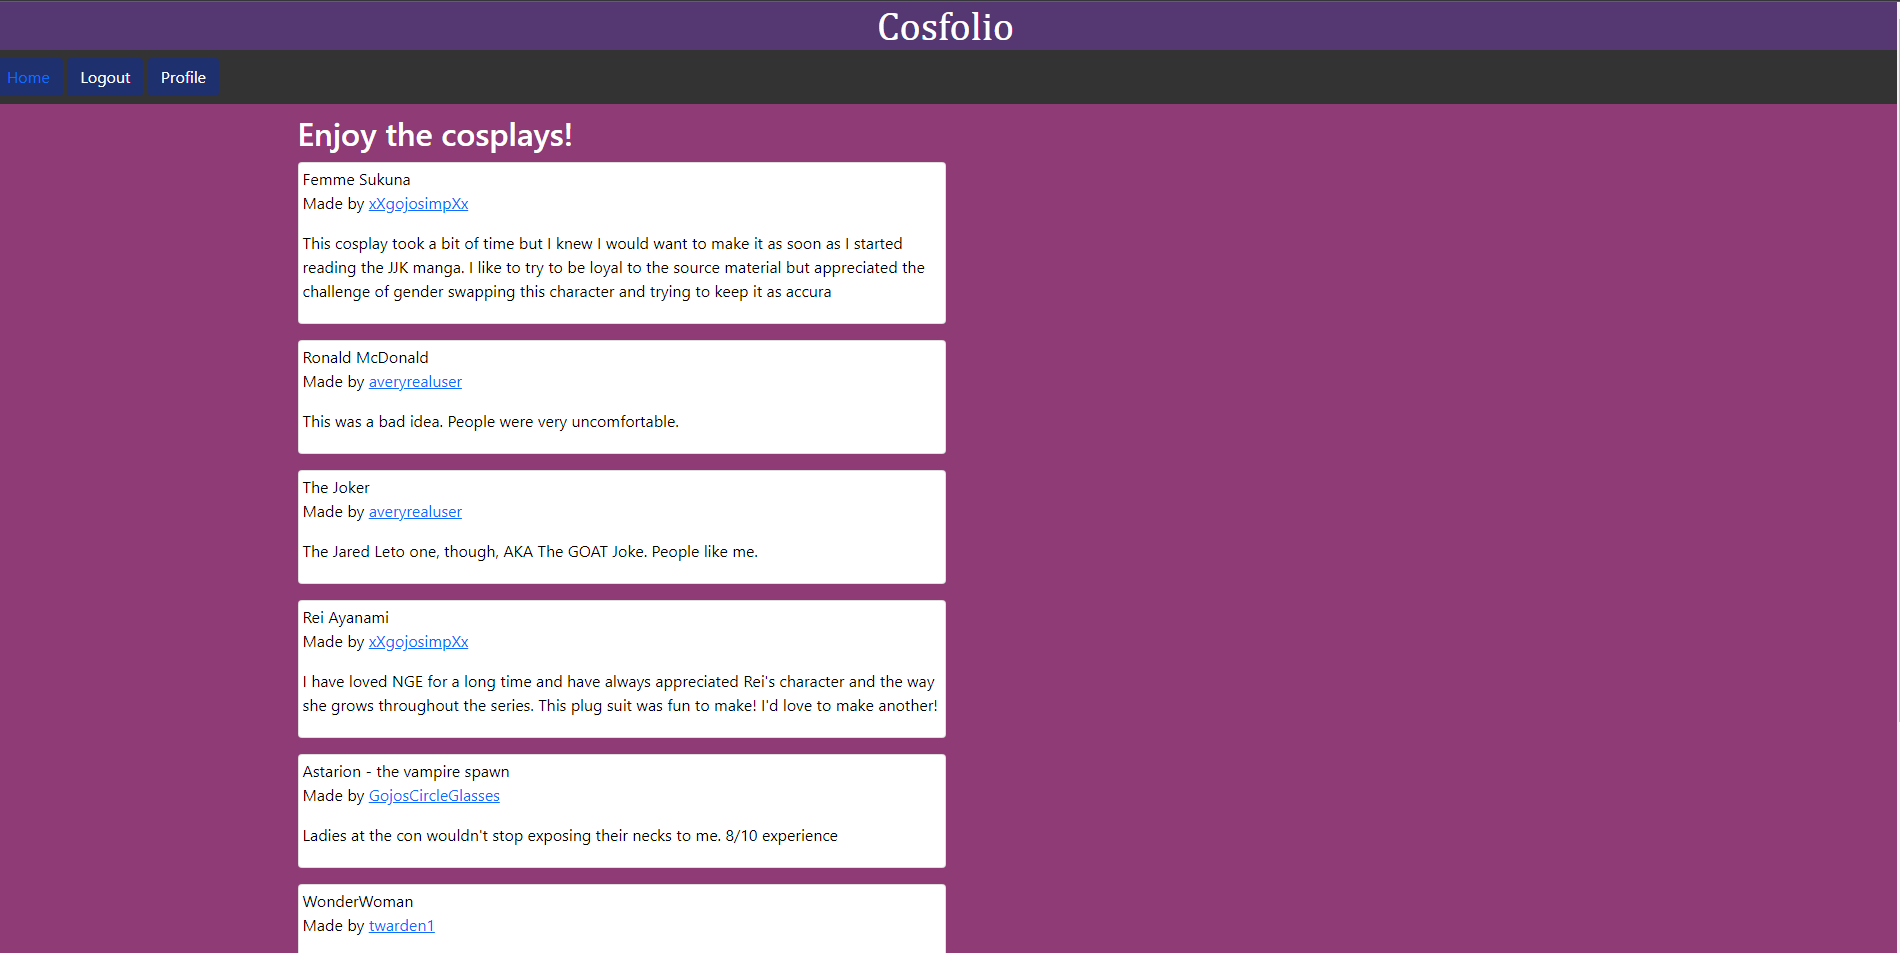 Cosfolio
Home Logout Profile
Enjoy the cosplays!
Femme Sukuna
Made by xXgojosimpXx
This cosplay took a bit of time but I knew I would want to make it as soon as I started
reading the JJK manga. I like to try to be loyal to the source material but appreciated the
challenge of gender swapping this character and trying to keep it as accura
Ronald McDonald
Made by averyrealuser
This was a bad idea. People were very uncomfortable.
The Joker
Made by averyrealuser
The Jared Leto one, though, AKA The GOAT Joke. People like me.
Rei Ayanami
Made by xXgojosimpXx
I have loved NGE for a long time and have always appreciated Rei's character and the way
she grows throughout the series. This plug suit was fun to make! I'd love to make another!
Astarion - the vampire spawn
Made by GojosCircleGlasses
Ladies at the con wouldn't stop exposing their necks to me. 8/10 experience
WonderWoman
Made by twarden1